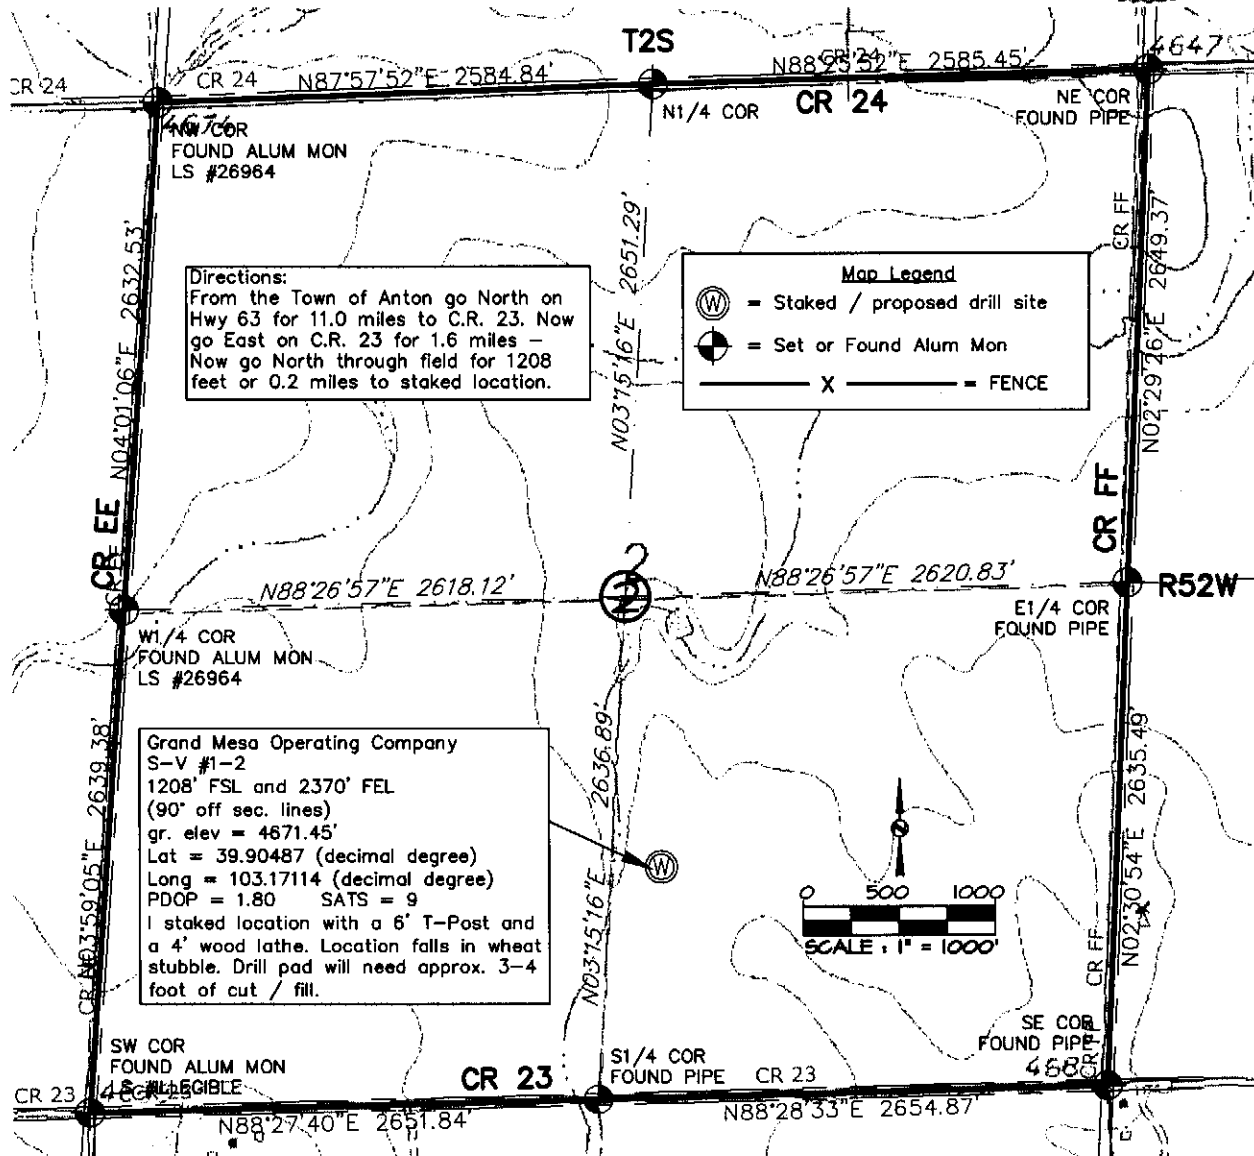 T2S
4647
CR 24
CR 24
N87°57'52"E 2584.84'
CR 24
N88°25'52"E 2585.45'
N1/4 COR
CR 24
NE COR
FOUND PIPE
NW COR
FOUND ALUM MON
LS #26964
N04°01'06"E 2632.53'
N03°15'16"E 2651.29'
CR FF
N02°29'26"E 2649.37'
Directions:
From the Town of Anton go North on
Hwy 63 for 11.0 miles to C.R. 23. Now
go East on C.R. 23 for 1.6 miles –
Now go North through field for 1208
feet or 0.2 miles to staked location.
Map Legend
W = Staked / proposed drill site
= Set or Found Alum Mon
X = FENCE
CR EE
CR FF
N88°26'57"E 2618.12'
2
2
N88°26'57"E 2620.83'
R52W
E1/4 COR
FOUND PIPE
W1/4 COR
FOUND ALUM MON
LS #26964
N03°59'05"E 2639.38'
N03°15'16"E 2636.89'
N02°30'54"E 2635.49'
Grand Mesa Operating Company
S-V #1-2
1208' FSL and 2370' FEL
(90° off sec. lines)
gr. elev = 4671.45'
Lat = 39.90487 (decimal degree)
Long = 103.17114 (decimal degree)
PDOP = 1.80 SATS = 9
I staked location with a 6' T-Post and
a 4' wood lathe. Location falls in wheat
stubble. Drill pad will need approx. 3-4
foot of cut / fill.
W
0 500 1000
SCALE : 1" = 1000'
CR FF
SW COR
FOUND ALUM MON
LS #ILLEGIBLE
S1/4 COR
FOUND PIPE
SE COR
FOUND PIPE
CR 23
CR 23
CR 23
N88°27'40"E 2651.84'
N88°28'33"E 2654.87'